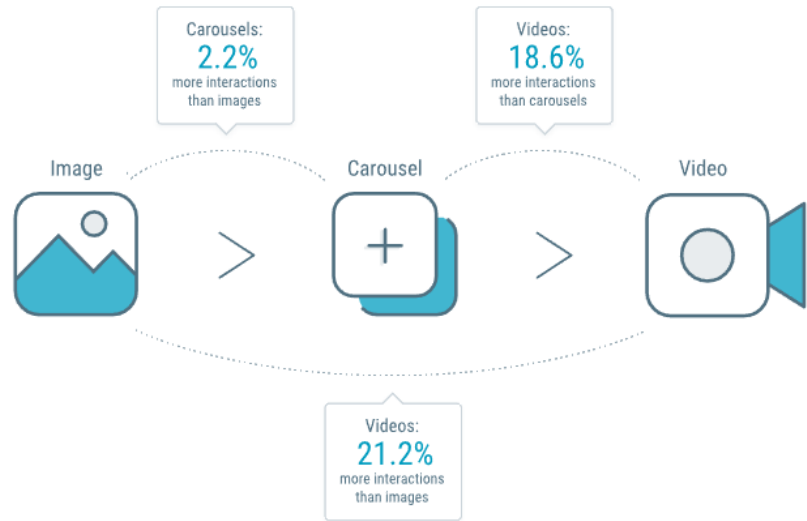 Carousels:
2.2%
more interactions
than images
Videos:
18.6%
more interactions
than carousels
Image
Carousel
Video
Videos:
21.2%
more interactions
than images